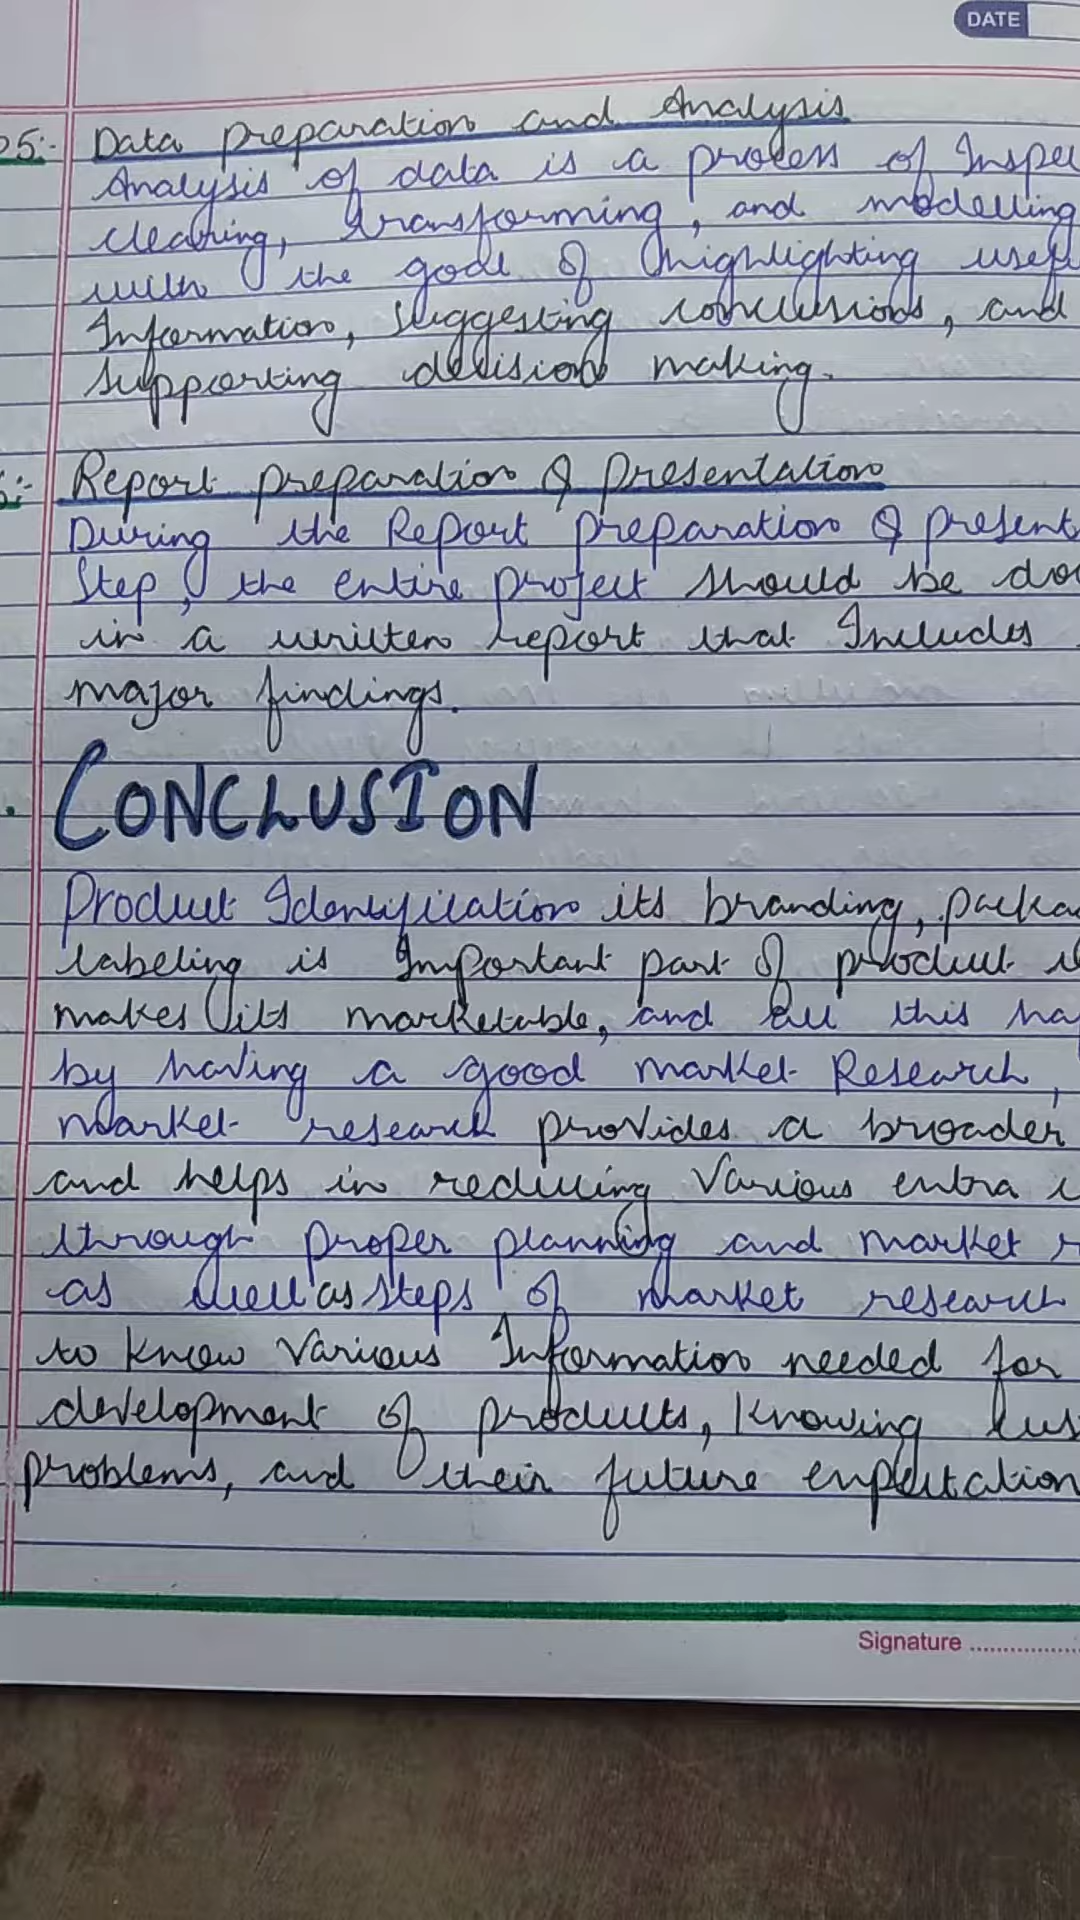 DATE
05:- Data preparation and Analysis
Analysis of data is a process of Inspe
cleaning, transforming, and modelling
with the goal of highlighting usef
Information, suggesting conclusions, and
supporting decision making.
Report preparation & presentation
During the Report preparation & present
step, the entire project should be do
in a written report that Includes
major findings.
CONCLUSION
Product Identification its branding, packa
labeling is Important part of product
makes its marketable, and all this ha
by having a good market Research,
market research provides a broader
and helps in reducing various extra
through proper planning and market r
as well as steps of market research
to know various Information needed for
development of products, knowing cus
problems, and their future expectation
Signature ..................